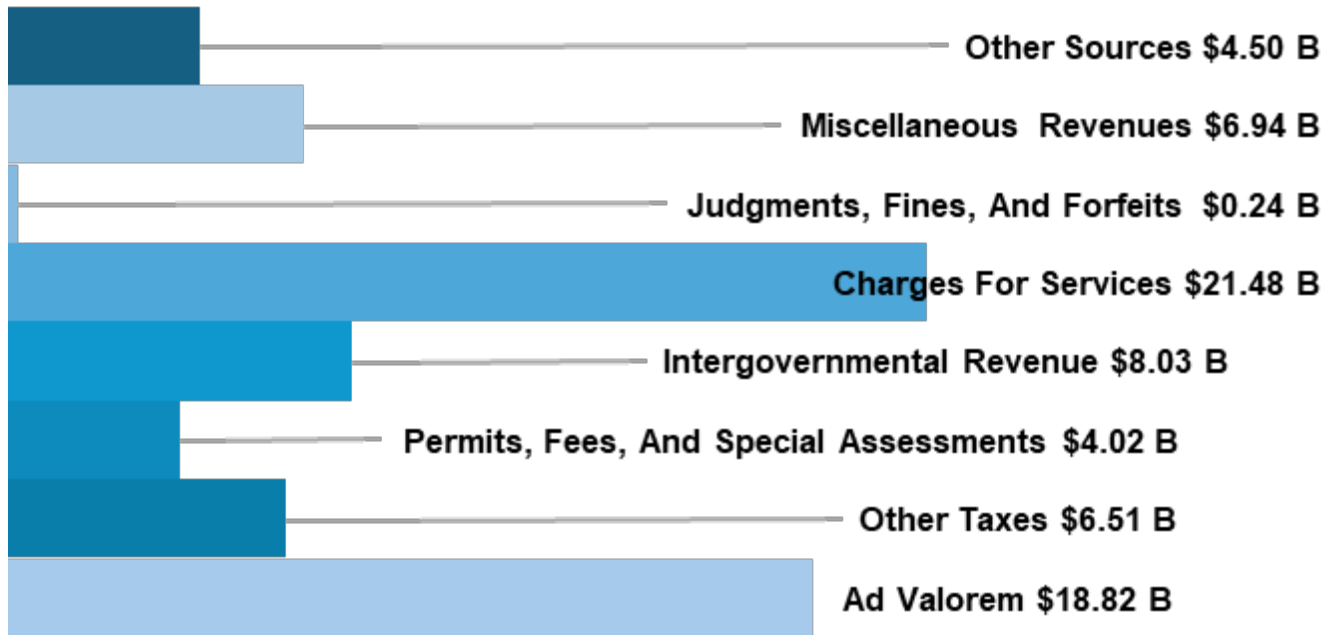 Other Sources $4.50 B
Miscellaneous Revenues $6.94 B
Judgments, Fines, And Forfeits $0.24 B
Charges For Services $21.48 B
Intergovernmental Revenue $8.03 B
Permits, Fees, And Special Assessments $4.02 B
Other Taxes $6.51 B
Ad Valorem $18.82 B